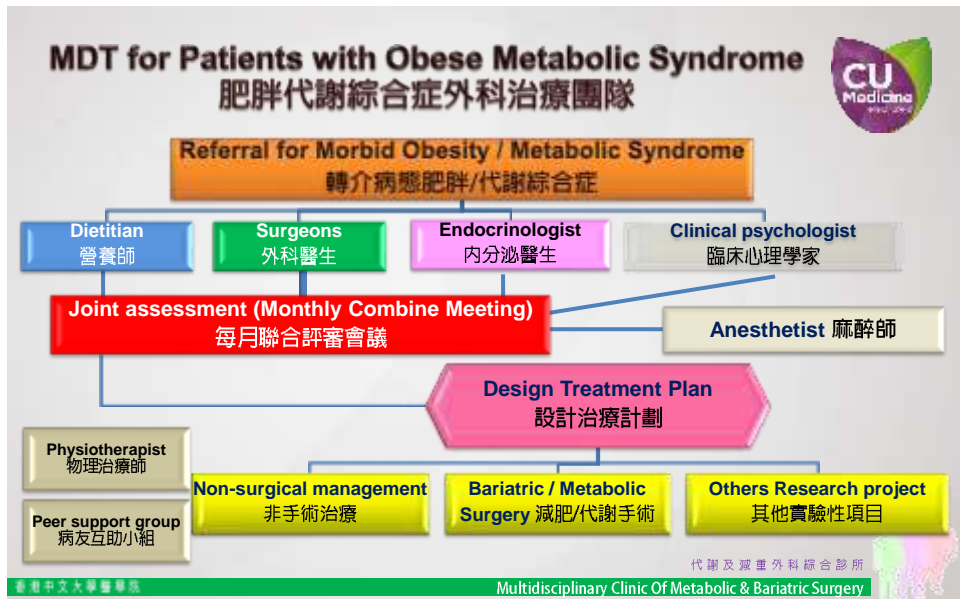 MDT for Patients with Obese Metabolic Syndrome
肥胖代謝綜合症外科治療團隊
CU
Medicine
Referral for Morbid Obesity / Metabolic Syndrome
轉介病態肥胖/代謝綜合症
Dietitian
營養師
Surgeons
外科醫生
Endocrinologist
內分泌醫生
Clinical psychologist
臨床心理學家
Joint assessment (Monthly Combine Meeting)
每月聯合評審會議
Anesthetist 麻醉師
Design Treatment Plan
設計治療計劃
Physiotherapist
物理治療師
Peer support group
病友互助小組
Non-surgical management
非手術治療
Bariatric / Metabolic
Surgery 減肥/代謝手術
Others Research project
其他實驗性項目
代謝及減重外科綜合診所
香港中文大學醫學院
Multidisciplinary Clinic Of Metabolic & Bariatric Surgery